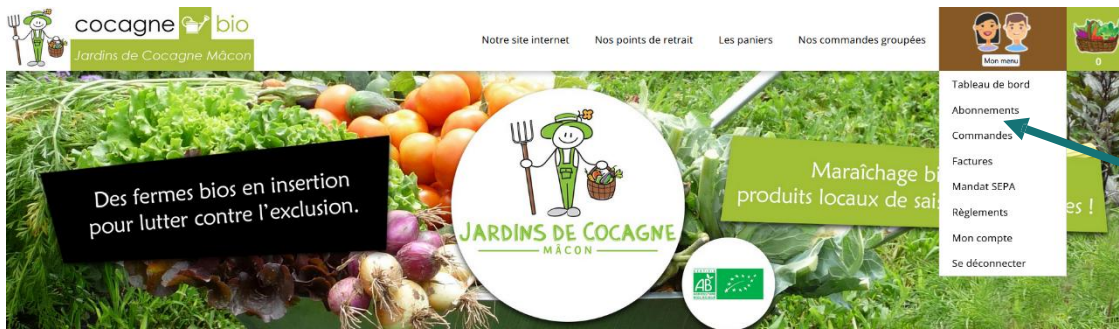 cocagne bio
Jardins de Cocagne Mâcon
Notre site internet
Nos points de retrait
Les paniers
Nos commandes groupées
Mon menu
0
Tableau de bord
Abonnements
Commandes
Factures
Mandat SEPA
Règlements
Mon compte
Se déconnecter
Des fermes bios en insertion
pour lutter contre l'exclusion.
JARDINS DE COCAGNE
MÂCON
AB
Maraîchage bi
produits locaux de sais
es !